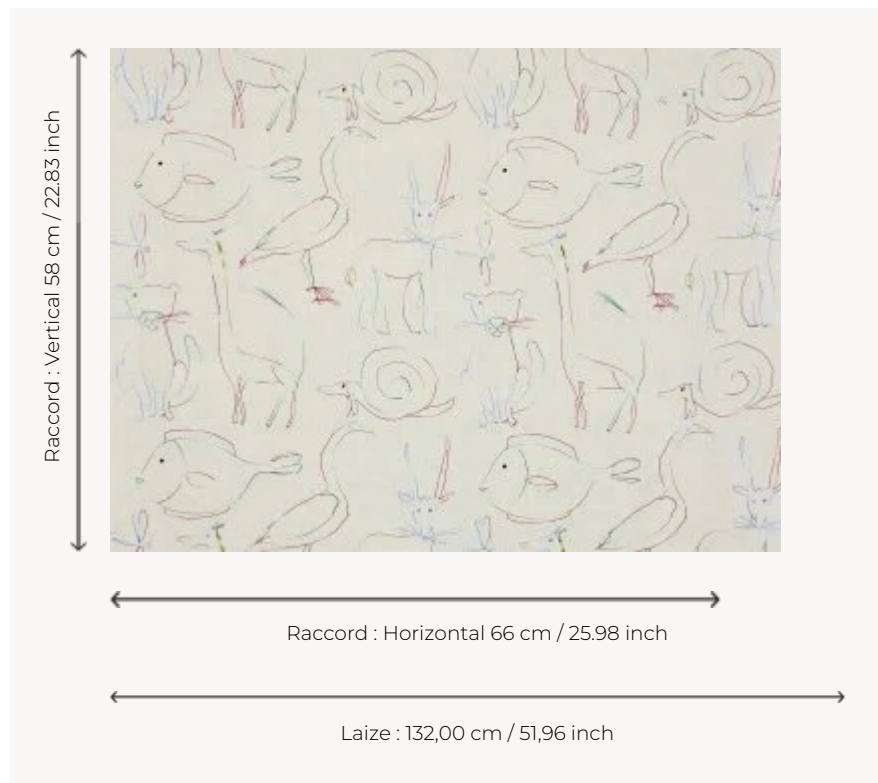 Raccord : Vertical 58 cm / 22.83 inch
Raccord : Horizontal 66 cm / 25.98 inch
Laize : 132,00 cm / 51,96 inch